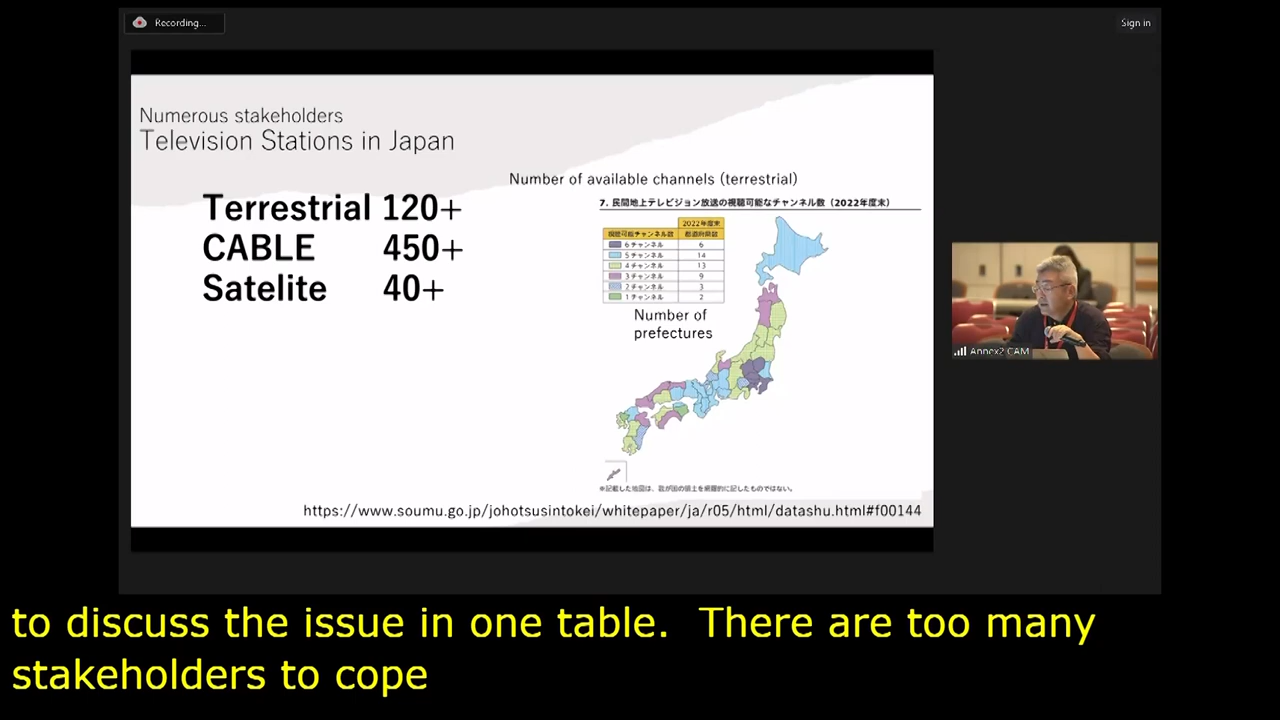 Recording...
Sign in
Numerous stakeholders
Television Stations in Japan
Terrestrial 120+
CABLE 450+
Satelite 40+
Number of available channels (terrestrial)
7. 民間地上テレビジョン放送の視聴可能なチャンネル数（2022年度末）
2022年度末
視聴可能チャンネル数 都道府県数
6チャンネル 6
5チャンネル 14
4チャンネル 13
3チャンネル 9
2チャンネル 3
1チャンネル 2
Number of
prefectures
※記載した地図は、我が国の領土を網羅的に記したものではない。
https://www.soumu.go.jp/johotsusintokei/whitepaper/ja/r05/html/datashu.html#f00144
Annex2 CAM
to discuss the issue in one table. There are too many
stakeholders to cope